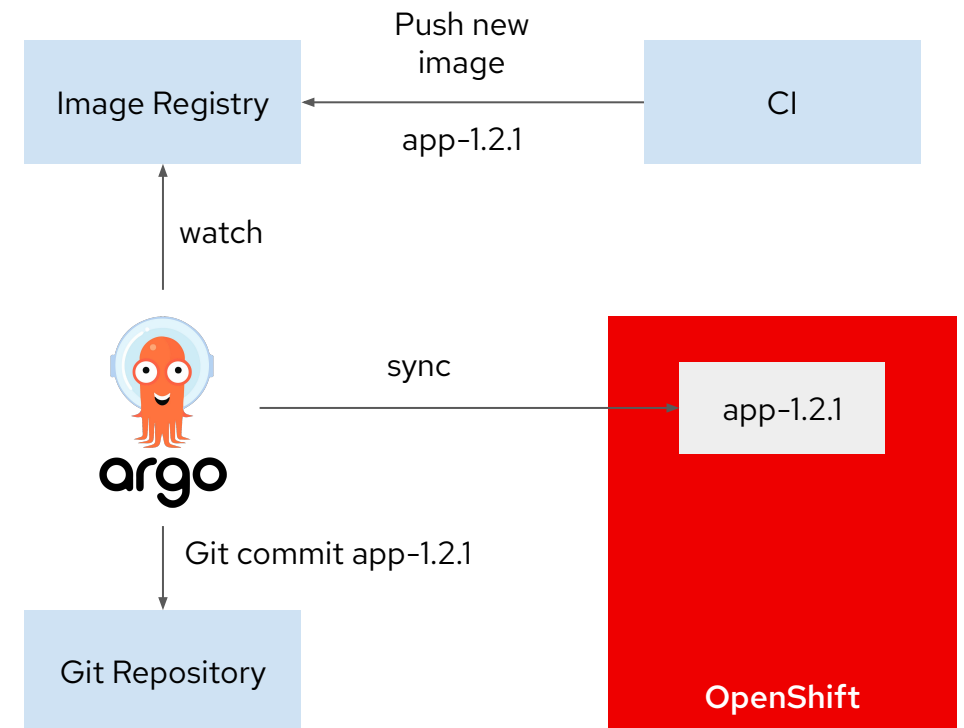 Push new
image
Image Registry
CI
app-1.2.1
watch
sync
app-1.2.1
argo
Git commit app-1.2.1
Git Repository
OpenShift